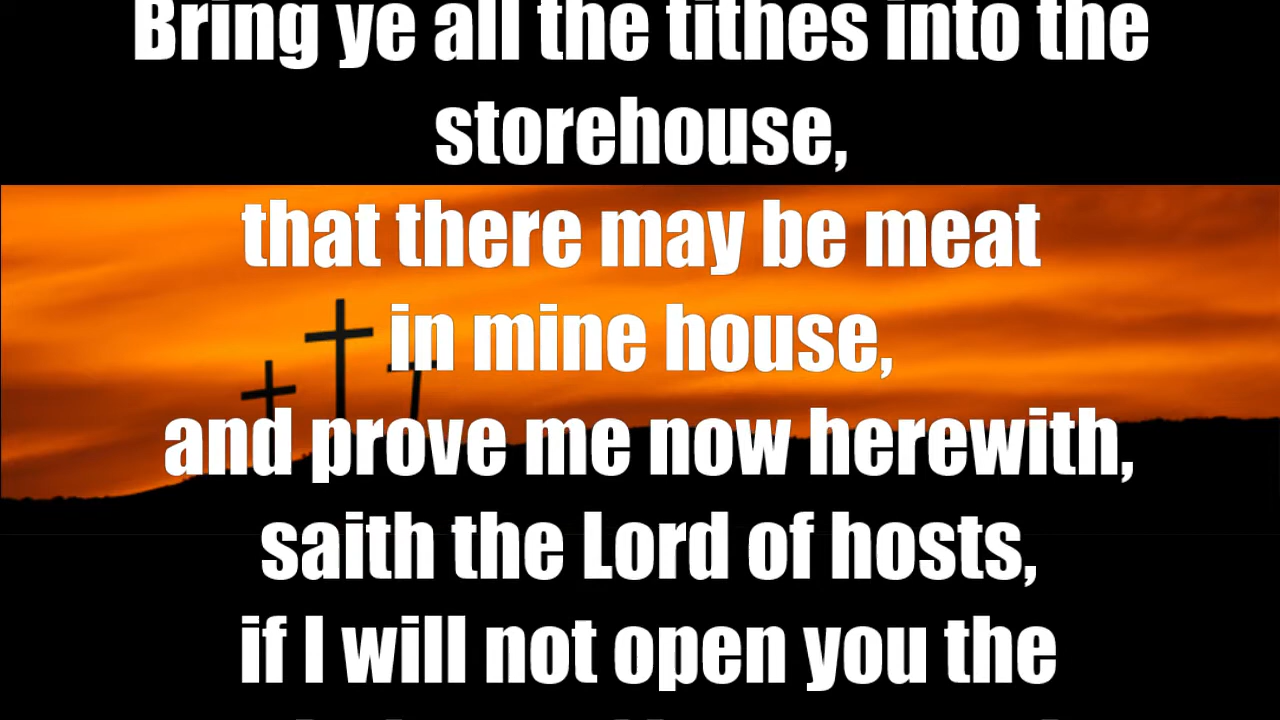 Bring ye all the tithes into the
storehouse,
that there may be meat
in mine house,
and prove me now herewith,
saith the Lord of hosts,
if I will not open you the